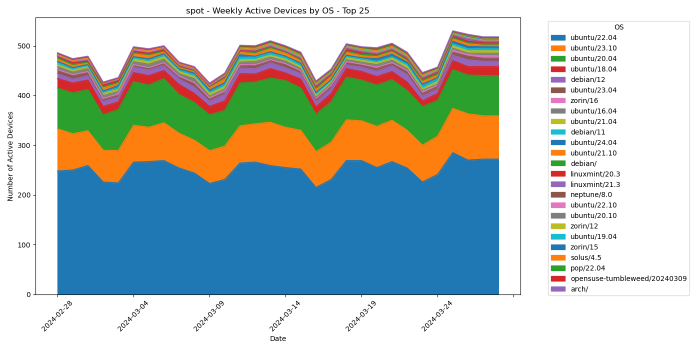 spot - Weekly Active Devices by OS - Top 25
Number of Active Devices
500
400
300
200
100
0
2024-02-28
2024-03-04
2024-03-09
2024-03-14
2024-03-19
2024-03-24
Date
OS
ubuntu/22.04
ubuntu/23.10
ubuntu/20.04
ubuntu/18.04
debian/12
ubuntu/23.04
zorin/16
ubuntu/16.04
ubuntu/21.04
debian/11
ubuntu/24.04
ubuntu/21.10
debian/
linuxmint/20.3
linuxmint/21.3
neptune/8.0
ubuntu/22.10
ubuntu/20.10
zorin/12
ubuntu/19.04
zorin/15
solus/4.5
pop/22.04
opensuse-tumbleweed/20240309
arch/